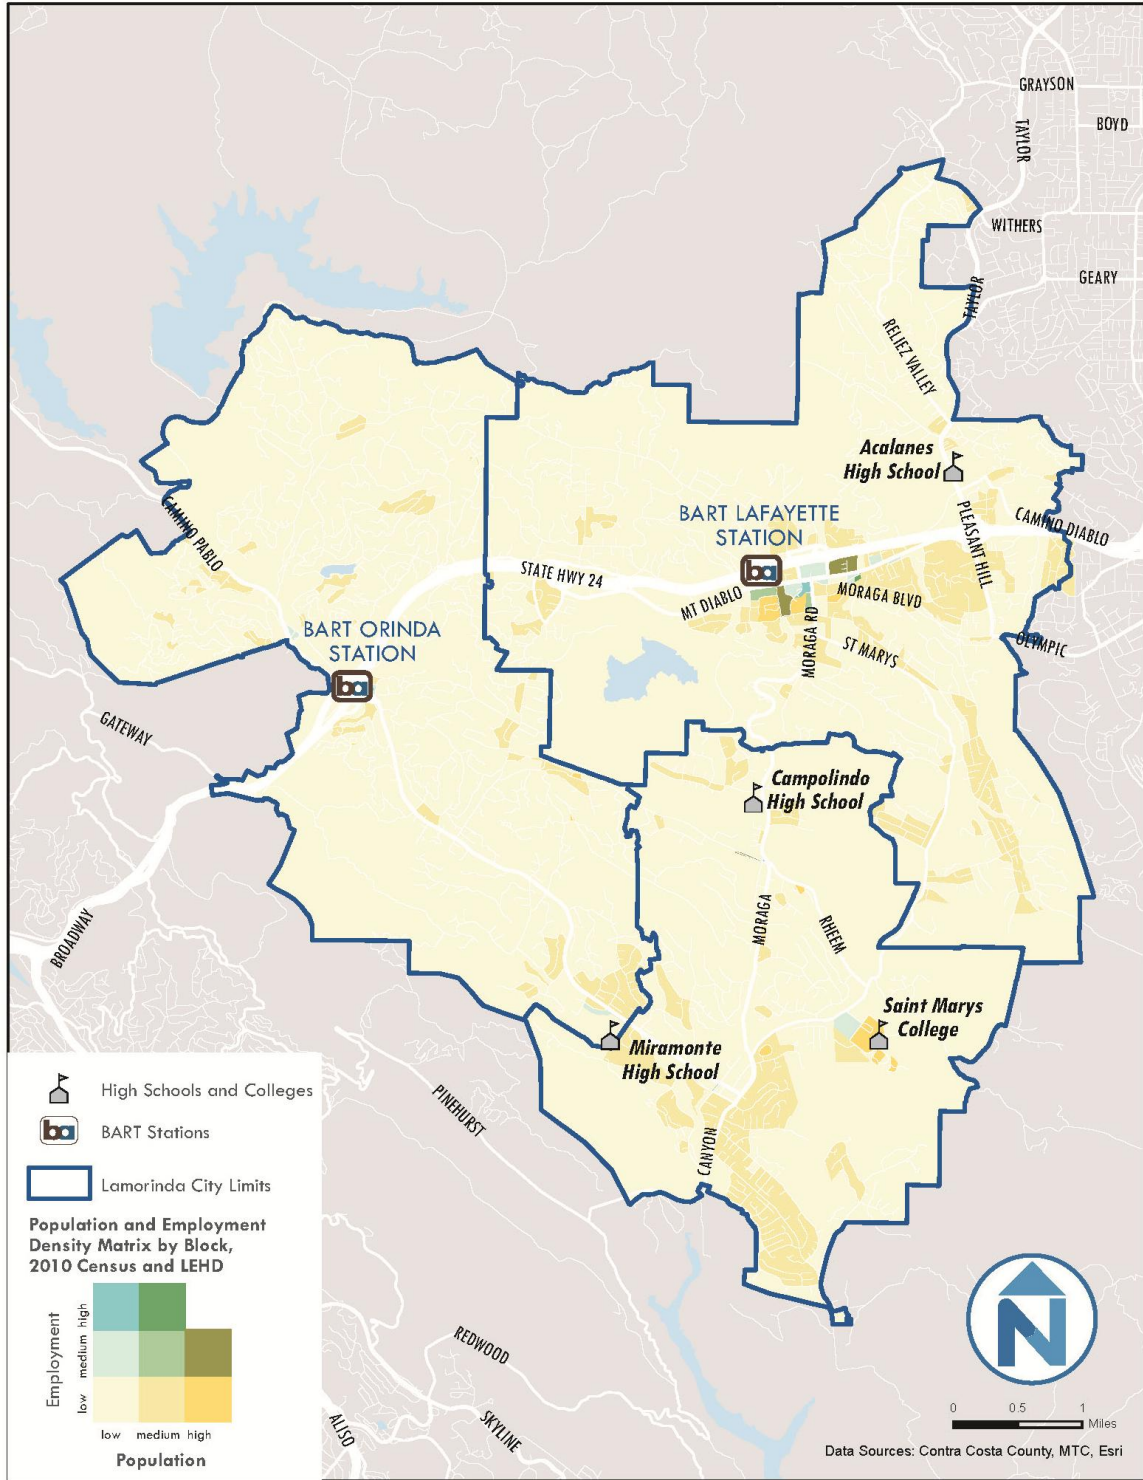 GRAYSON
TAYLOR
BOYD
WITHERS
GEARY
TAYLOR
RELIEZ VALLEY
Acalanes
High School
BART LAFAYETTE
STATION
PLEASANT HILL
CAMINO DIABLO
CAMINO PABLO
STATE HWY 24
ba
MT DIABLO
MORAGA BLVD
MORAGA RD
ST MARYS
OLYMPIC
BART ORINDA
STATION
ba
GATEWAY
Campolindo
High School
BROADWAY
MORAGA
RHEEM
Saint Marys
College
Miramonte
High School
PINEHURST
CANYON
REDWOOD
SKYLINE
ALISO
High Schools and Colleges
ba
BART Stations
Lamorinda City Limits
Population and Employment
Density Matrix by Block,
2010 Census and LEHD
Employment
high
medium
low
low medium high
Population
N
0 0.5 1
Miles
Data Sources: Contra Costa County, MTC, Esri